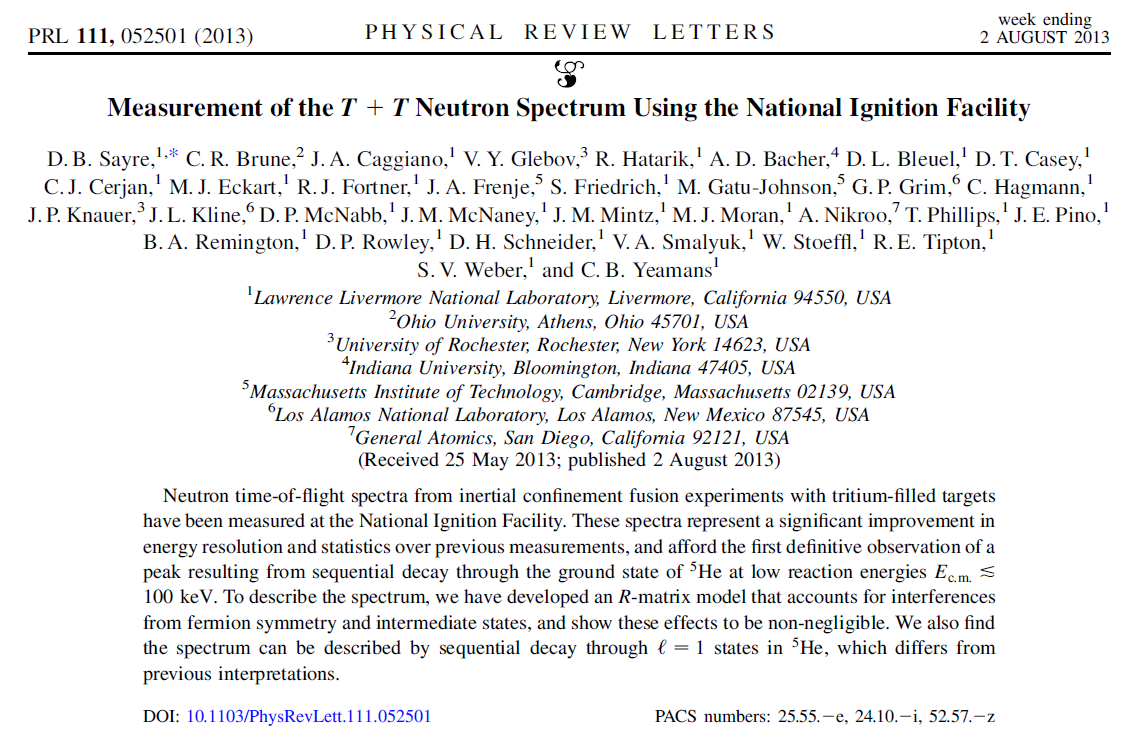 PRL 111, 052501 (2013)
PHYSICAL REVIEW LETTERS
week ending
2 AUGUST 2013
Measurement of the T + T Neutron Spectrum Using the National Ignition Facility
D. B. Sayre,1,* C. R. Brune,2 J. A. Caggiano,1 V. Y. Glebov,3 R. Hatarik,1 A. D. Bacher,4 D. L. Bleuel,1 D. T. Casey,1
C. J. Cerjan,1 M. J. Eckart,1 R. J. Fortner,1 J. A. Frenje,5 S. Friedrich,1 M. Gatu-Johnson,5 G. P. Grim,6 C. Hagmann,1
J. P. Knauer,3 J. L. Kline,6 D. P. McNabb,1 J. M. McNaney,1 J. M. Mintz,1 M. J. Moran,1 A. Nikroo,7 T. Phillips,1 J. E. Pino,1
B. A. Remington,1 D. P. Rowley,1 D. H. Schneider,1 V. A. Smalyuk,1 W. Stoeffl,1 R. E. Tipton,1
S. V. Weber,1 and C. B. Yeamans1
1Lawrence Livermore National Laboratory, Livermore, California 94550, USA
2Ohio University, Athens, Ohio 45701, USA
3University of Rochester, Rochester, New York 14623, USA
4Indiana University, Bloomington, Indiana 47405, USA
5Massachusetts Institute of Technology, Cambridge, Massachusetts 02139, USA
6Los Alamos National Laboratory, Los Alamos, New Mexico 87545, USA
7General Atomics, San Diego, California 92121, USA
(Received 25 May 2013; published 2 August 2013)
Neutron time-of-flight spectra from inertial confinement fusion experiments with tritium-filled targets
have been measured at the National Ignition Facility. These spectra represent a significant improvement in
energy resolution and statistics over previous measurements, and afford the first definitive observation of a
peak resulting from sequential decay through the ground state of 5He at low reaction energies Ec.m. ≲
100 keV. To describe the spectrum, we have developed an R-matrix model that accounts for interferences
from fermion symmetry and intermediate states, and show these effects to be non-negligible. We also find
the spectrum can be described by sequential decay through ℓ = 1 states in 5He, which differs from
previous interpretations.
DOI: 10.1103/PhysRevLett.111.052501
PACS numbers: 25.55.−e, 24.10.−i, 52.57.−z